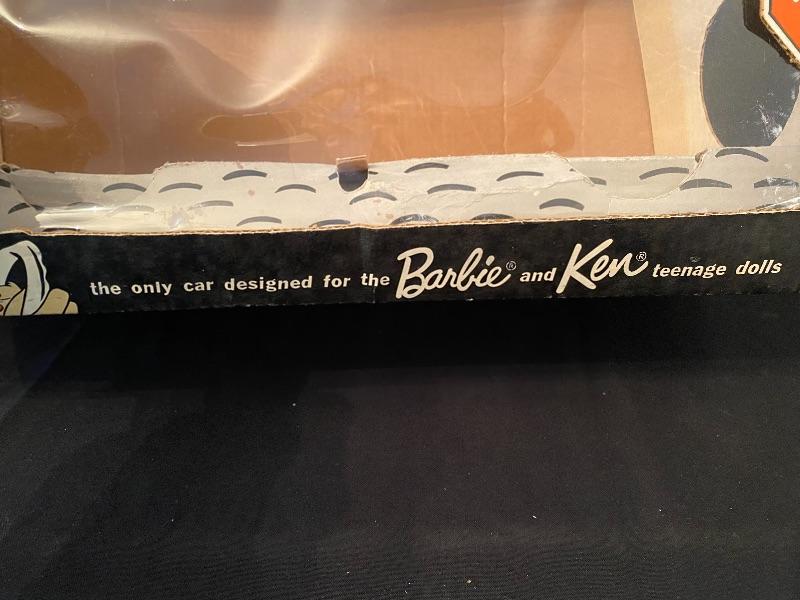 the only car designed for the Barbie® and Ken® teenage dolls